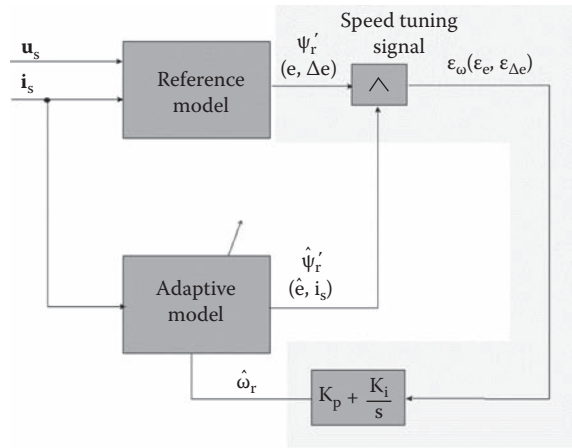 u_s
i_s
Reference
model
ψ_r′
(e, Δe)
Speed tuning
signal
∧
ε_ω(ε_e, ε_Δe)
Adaptive
model
ψ̂_r′
(ê, i_s)
ω̂_r
K_p + K_i/s